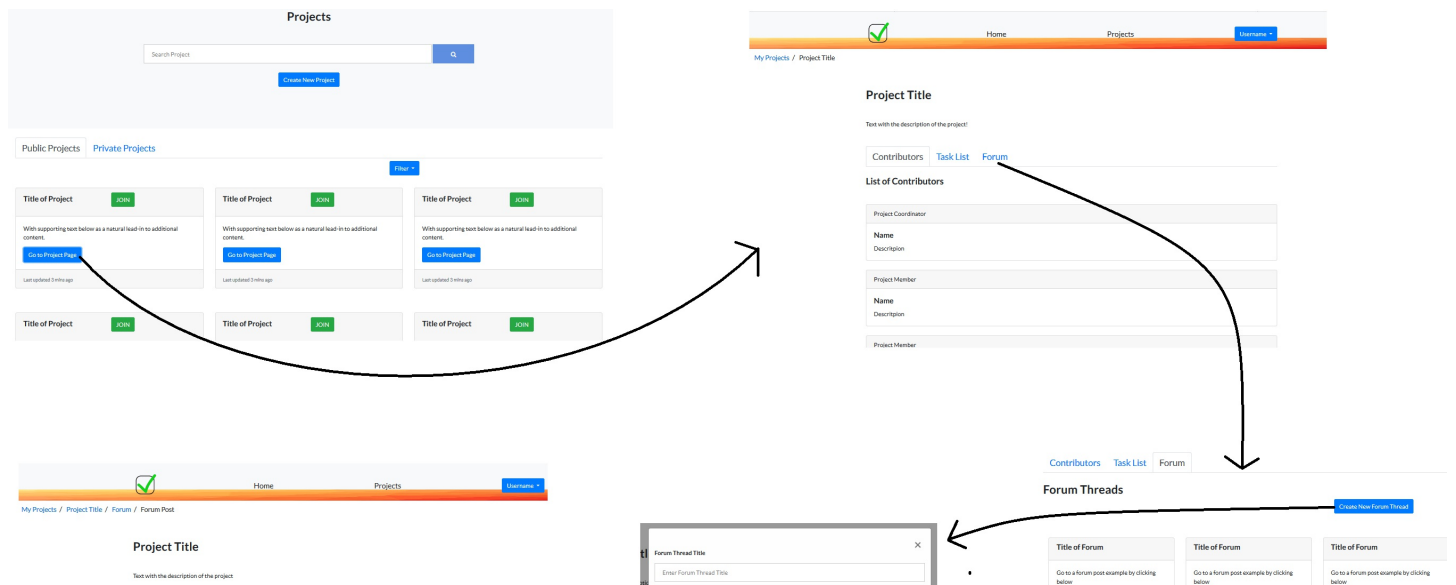 Projects
Search Project
Create New Project
Public Projects Private Projects
Filter
Title of Project JOIN
With supporting text below as a natural lead-in to additional
content.
Go to Project Page
Last updated 3 mins ago
Title of Project JOIN
With supporting text below as a natural lead-in to additional
content.
Go to Project Page
Last updated 3 mins ago
Title of Project JOIN
With supporting text below as a natural lead-in to additional
content.
Go to Project Page
Last updated 3 mins ago
Title of Project JOIN
Title of Project JOIN
Title of Project JOIN
Home Projects Username
My Projects / Project Title
Project Title
Text with the description of the project!
Contributors Task List Forum
List of Contributors
Project Coordinator
Name
Descritpion
Project Member
Name
Descritpion
Project Member
Home Projects Username
My Projects / Project Title / Forum / Forum Post
Project Title
Text with the description of the project
Forum Thread Title
Enter Forum Thread Title
Contributors Task List Forum
Forum Threads
Create New Forum Thread
Title of Forum
Go to a forum post example by clicking
below
Title of Forum
Go to a forum post example by clicking
below
Title of Forum
Go to a forum post example by clicking
below